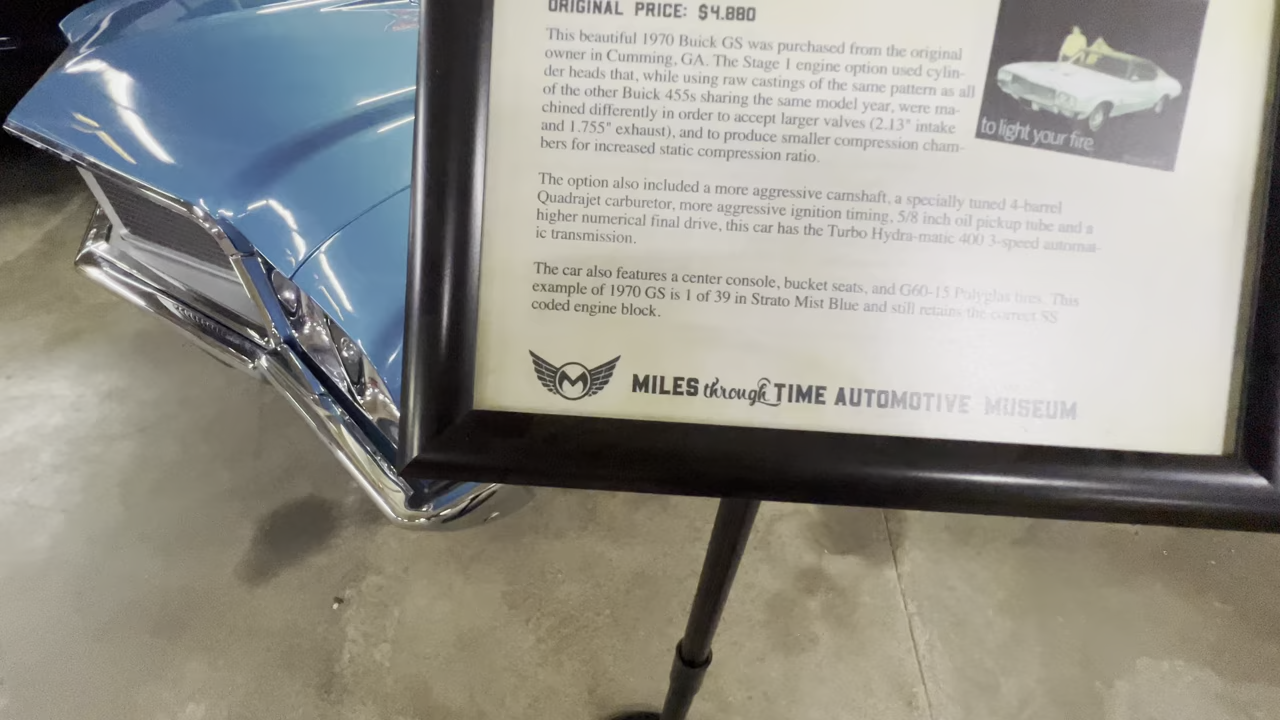 ORIGINAL PRICE: $4,880
This beautiful 1970 Buick GS was purchased from the original
owner in Cumming, GA. The Stage 1 engine option used cylin-
der heads that, while using raw castings of the same pattern as all
of the other Buick 455s sharing the same model year, were ma-
chined differently in order to accept larger valves (2.13" intake
and 1.755" exhaust), and to produce smaller compression cham-
bers for increased static compression ratio.
to light your fire
The option also included a more aggressive camshaft, a specially tuned 4-barrel
Quadrajet carburetor, more aggressive ignition timing, 5/8 inch oil pickup tube and a
higher numerical final drive, this car has the Turbo Hydra-matic 400 3-speed automat-
ic transmission.
The car also features a center console, bucket seats, and G60-15 Polyglas tires. This
example of 1970 GS is 1 of 39 in Strato Mist Blue and still retains the correct SS
coded engine block.
M MILES through TIME AUTOMOTIVE MUSEUM